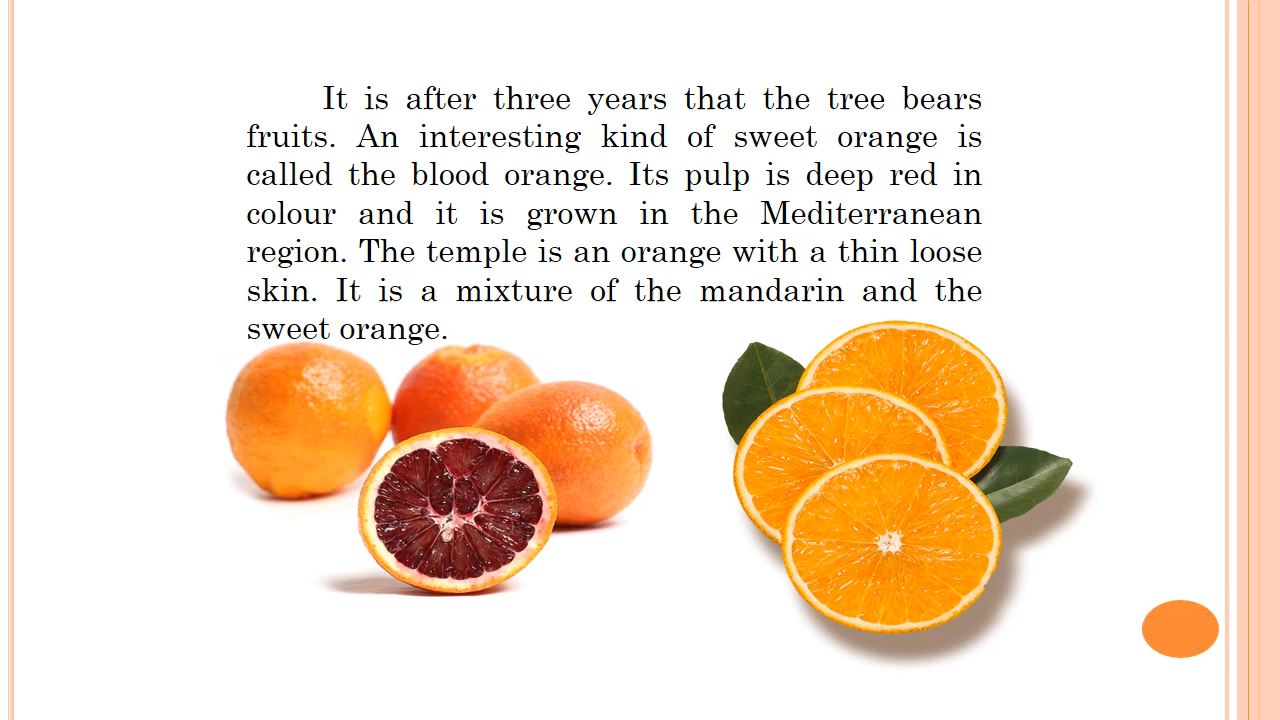 It is after three years that the tree bears
fruits. An interesting kind of sweet orange is
called the blood orange. Its pulp is deep red in
colour and it is grown in the Mediterranean
region. The temple is an orange with a thin loose
skin. It is a mixture of the mandarin and the
sweet orange.